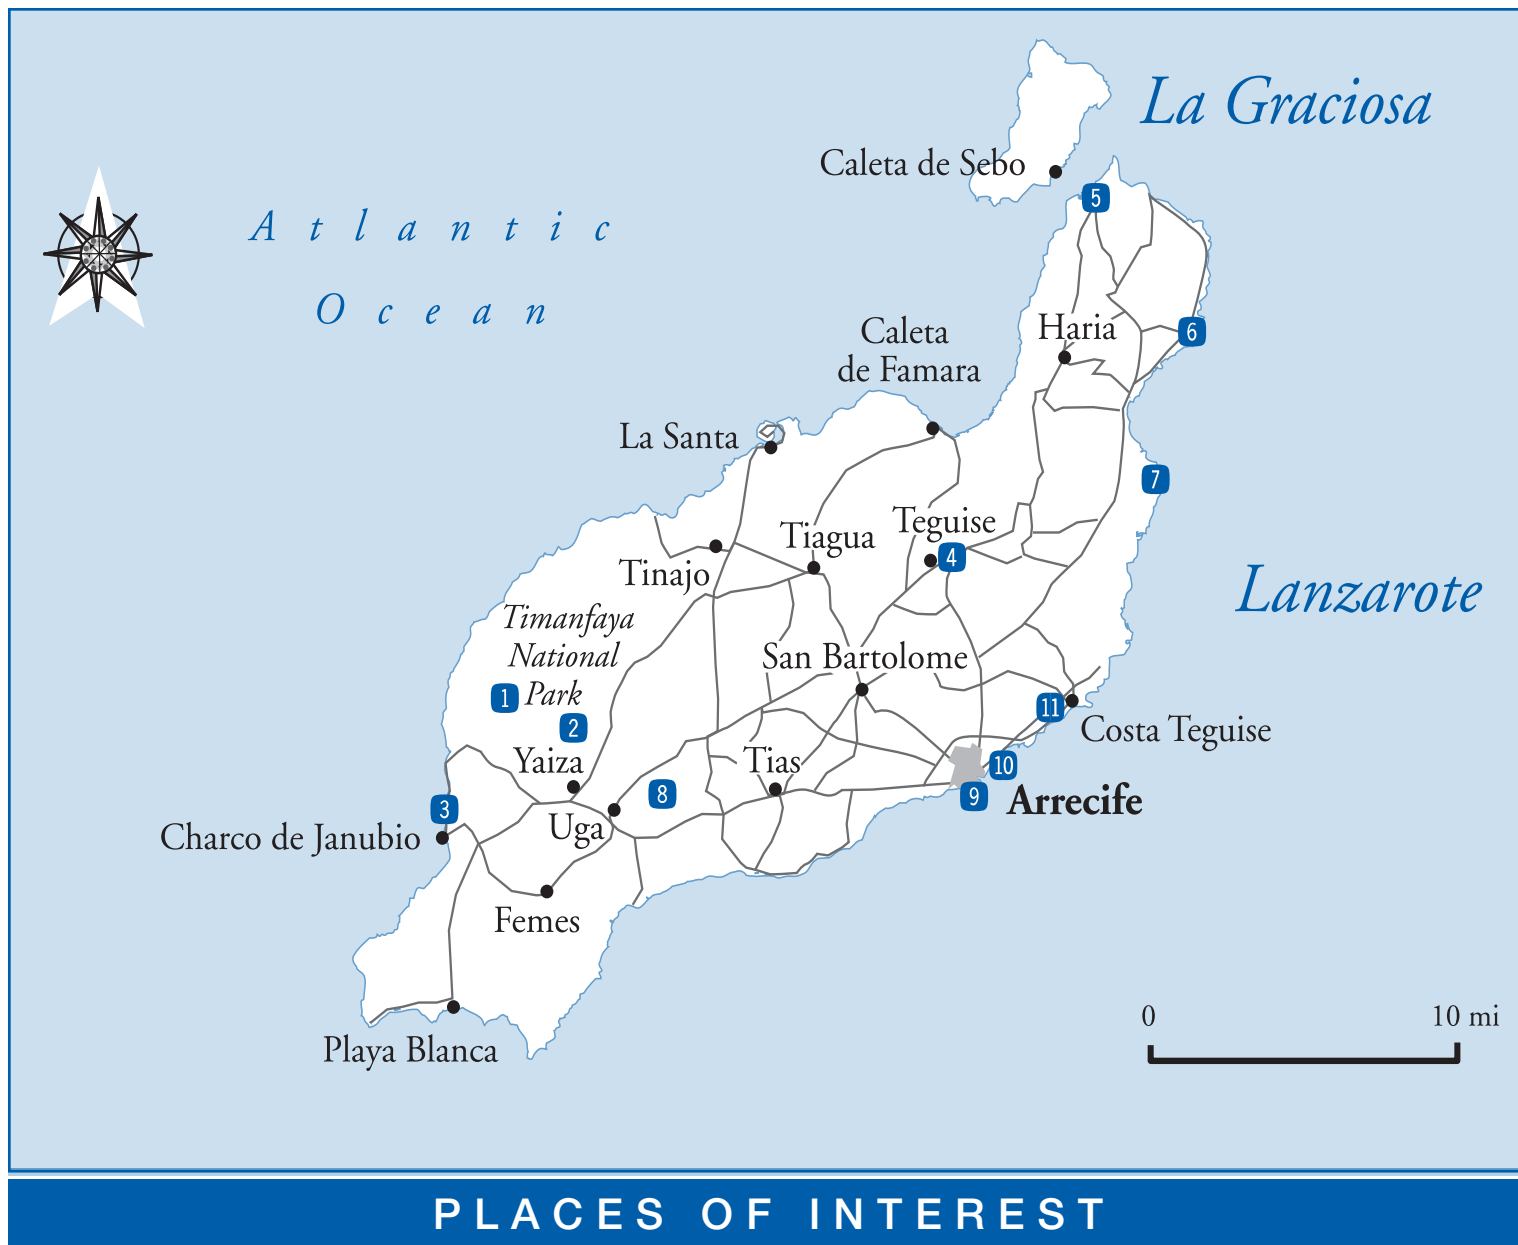 La Graciosa
Caleta de Sebo
5
Atlantic
Ocean
Caleta
de Famara
Haria
6
La Santa
7
Teguise
Tiagua
4
Tinajo
Lanzarote
Timanfaya
National
Park
1
San Bartolome
2
11
Costa Teguise
Yaiza
Tias
10
8
9
Arrecife
3
Charco de Janubio
Uga
Femes
0
10 mi
Playa Blanca
PLACES OF INTEREST